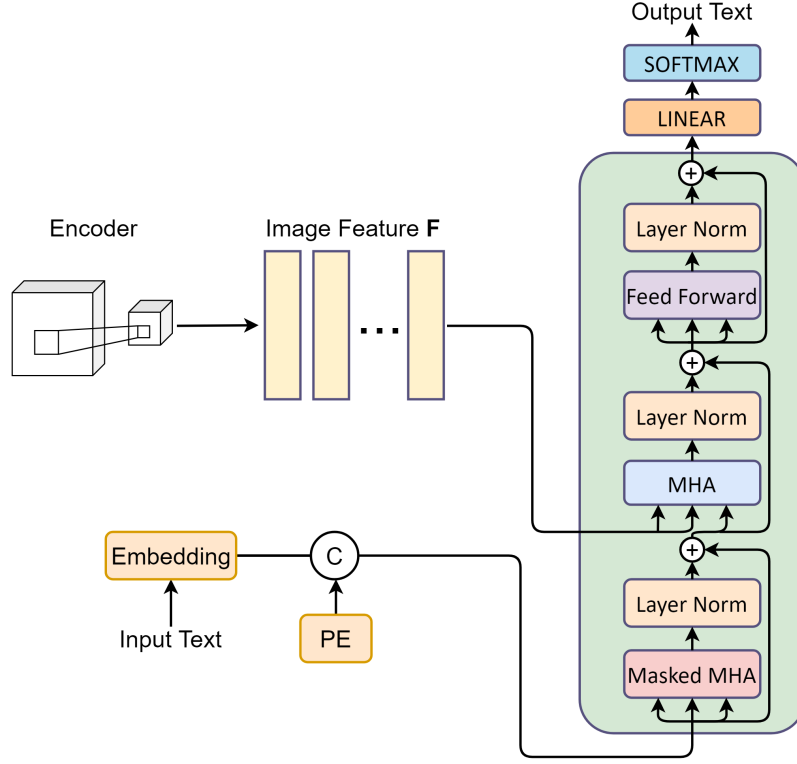 Output Text
SOFTMAX
LINEAR
+
Layer Norm
Feed Forward
+
Layer Norm
MHA
+
Layer Norm
Masked MHA
Encoder
Image Feature F
...
Embedding
C
Input Text
PE